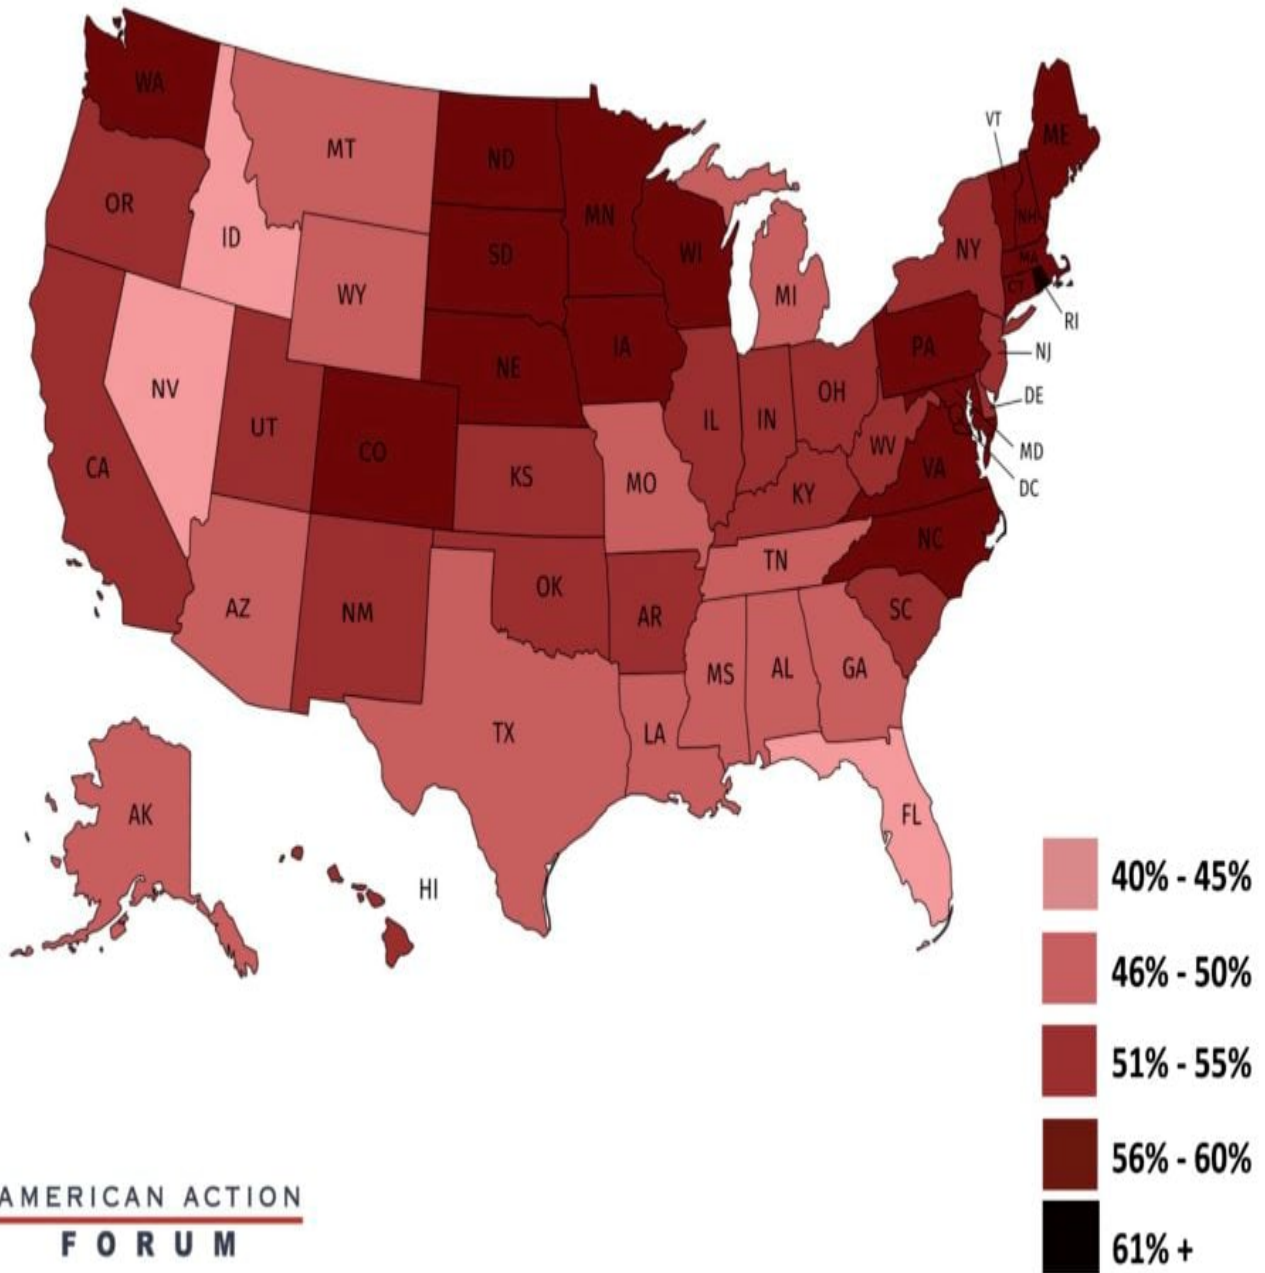 WA
MT
ND
MN
VT
ME
OR
ID
SD
WI
NY
NH
MA
CT
RI
WY
MI
NE
IA
PA
NJ
NV
UT
CO
IL
IN
OH
DE
CA
KS
MO
WV
VA
MD
DC
KY
NC
TN
AZ
NM
OK
AR
SC
MS
AL
GA
TX
LA
FL
AK
HI
40% - 45%
46% - 50%
51% - 55%
56% - 60%
61% +
AMERICAN ACTION
FORUM